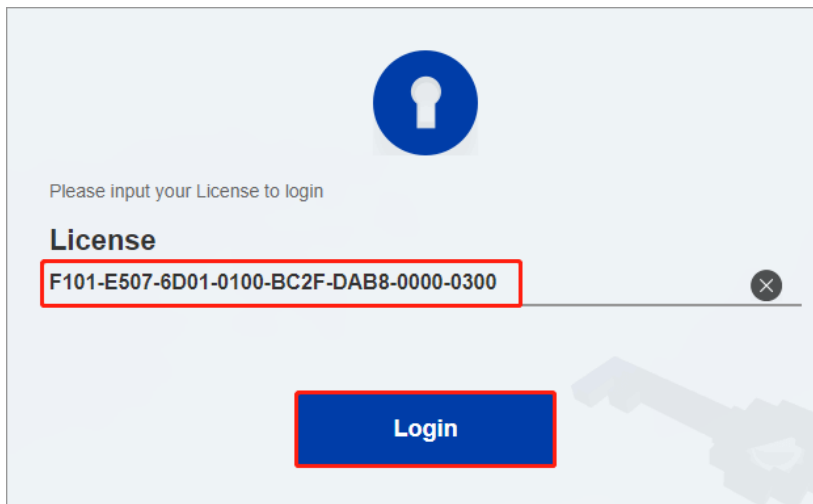 Please input your License to login
License
F101-E507-6D01-0100-BC2F-DAB8-0000-0300
Login